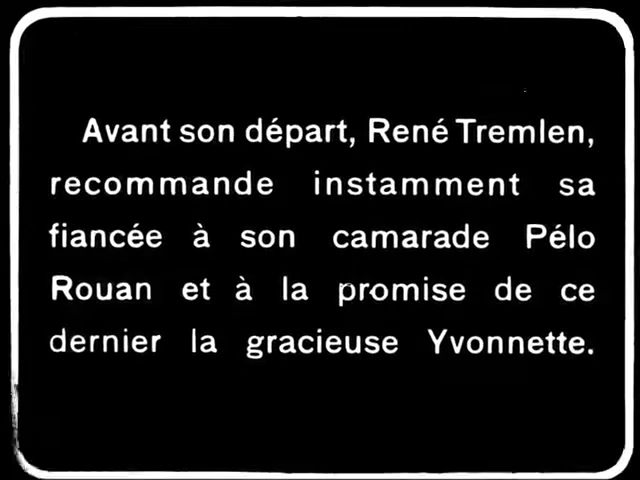 Avant son départ, René Tremlen,
recommande instamment sa
fiancée à son camarade Pélo
Rouan et à la promise de ce
dernier la gracieuse Yvonnette.